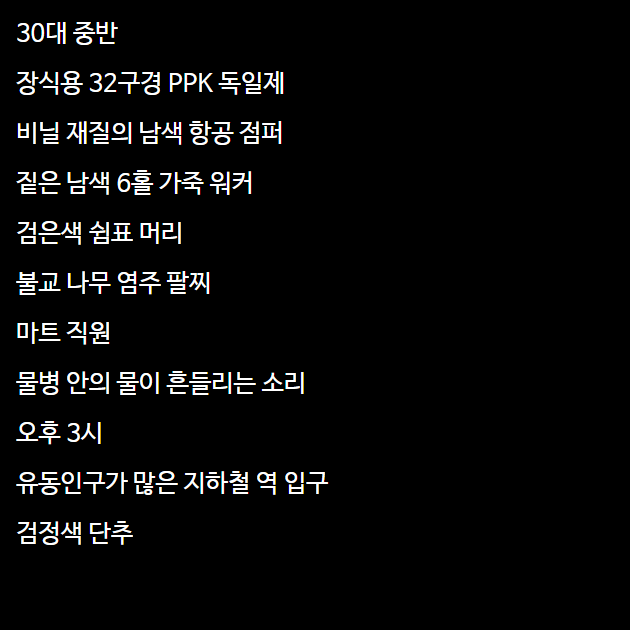 30대 중반
장식용 32구경 PPK 독일제
비닐 재질의 남색 항공 점퍼
짙은 남색 6홀 가죽 워커
검은색 쉼표 머리
불교 나무 염주 팔찌
마트 직원
물병 안의 물이 흔들리는 소리
오후 3시
유동인구가 많은 지하철 역 입구
검정색 단추